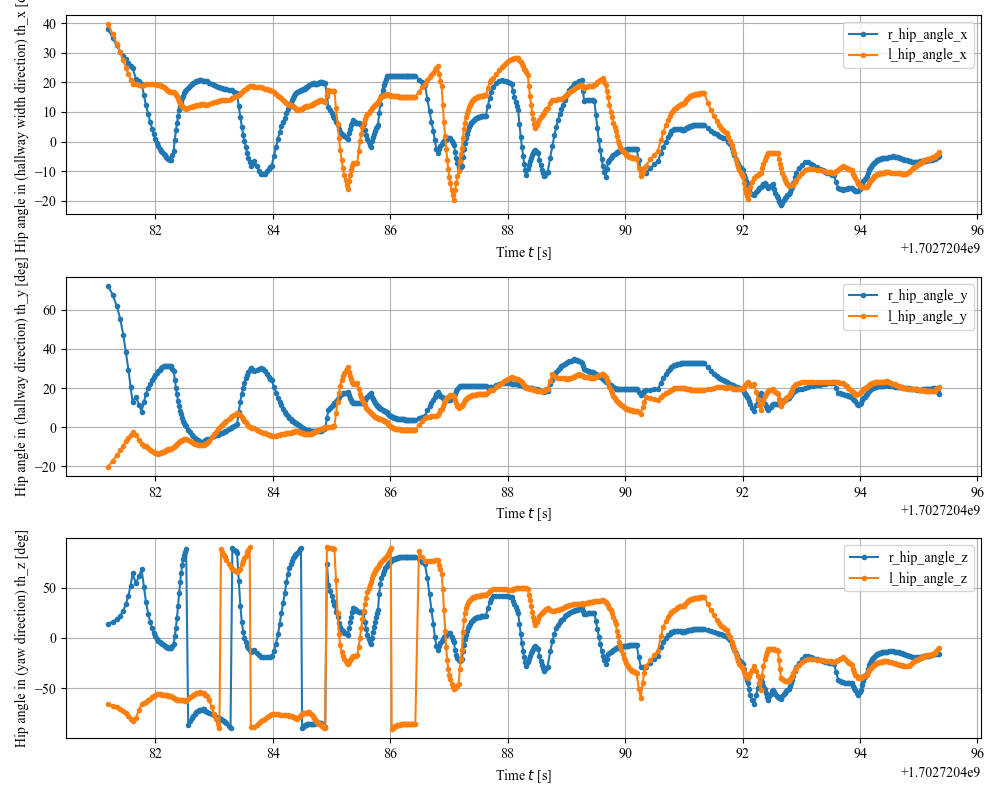 Hip angle in (hallway width direction) th_x
40
30
20
10
0
−10
−20
r_hip_angle_x
l_hip_angle_x
82 84 86 88 90 92 94 96
Time t [s]
+1.7027204e9
Hip angle in (hallway direction) th_y [deg]
60
40
20
0
−20
r_hip_angle_y
l_hip_angle_y
82 84 86 88 90 92 94 96
Time t [s]
+1.7027204e9
Hip angle in (yaw direction) th_z [deg]
50
0
−50
r_hip_angle_z
l_hip_angle_z
82 84 86 88 90 92 94 96
Time t [s]
+1.7027204e9